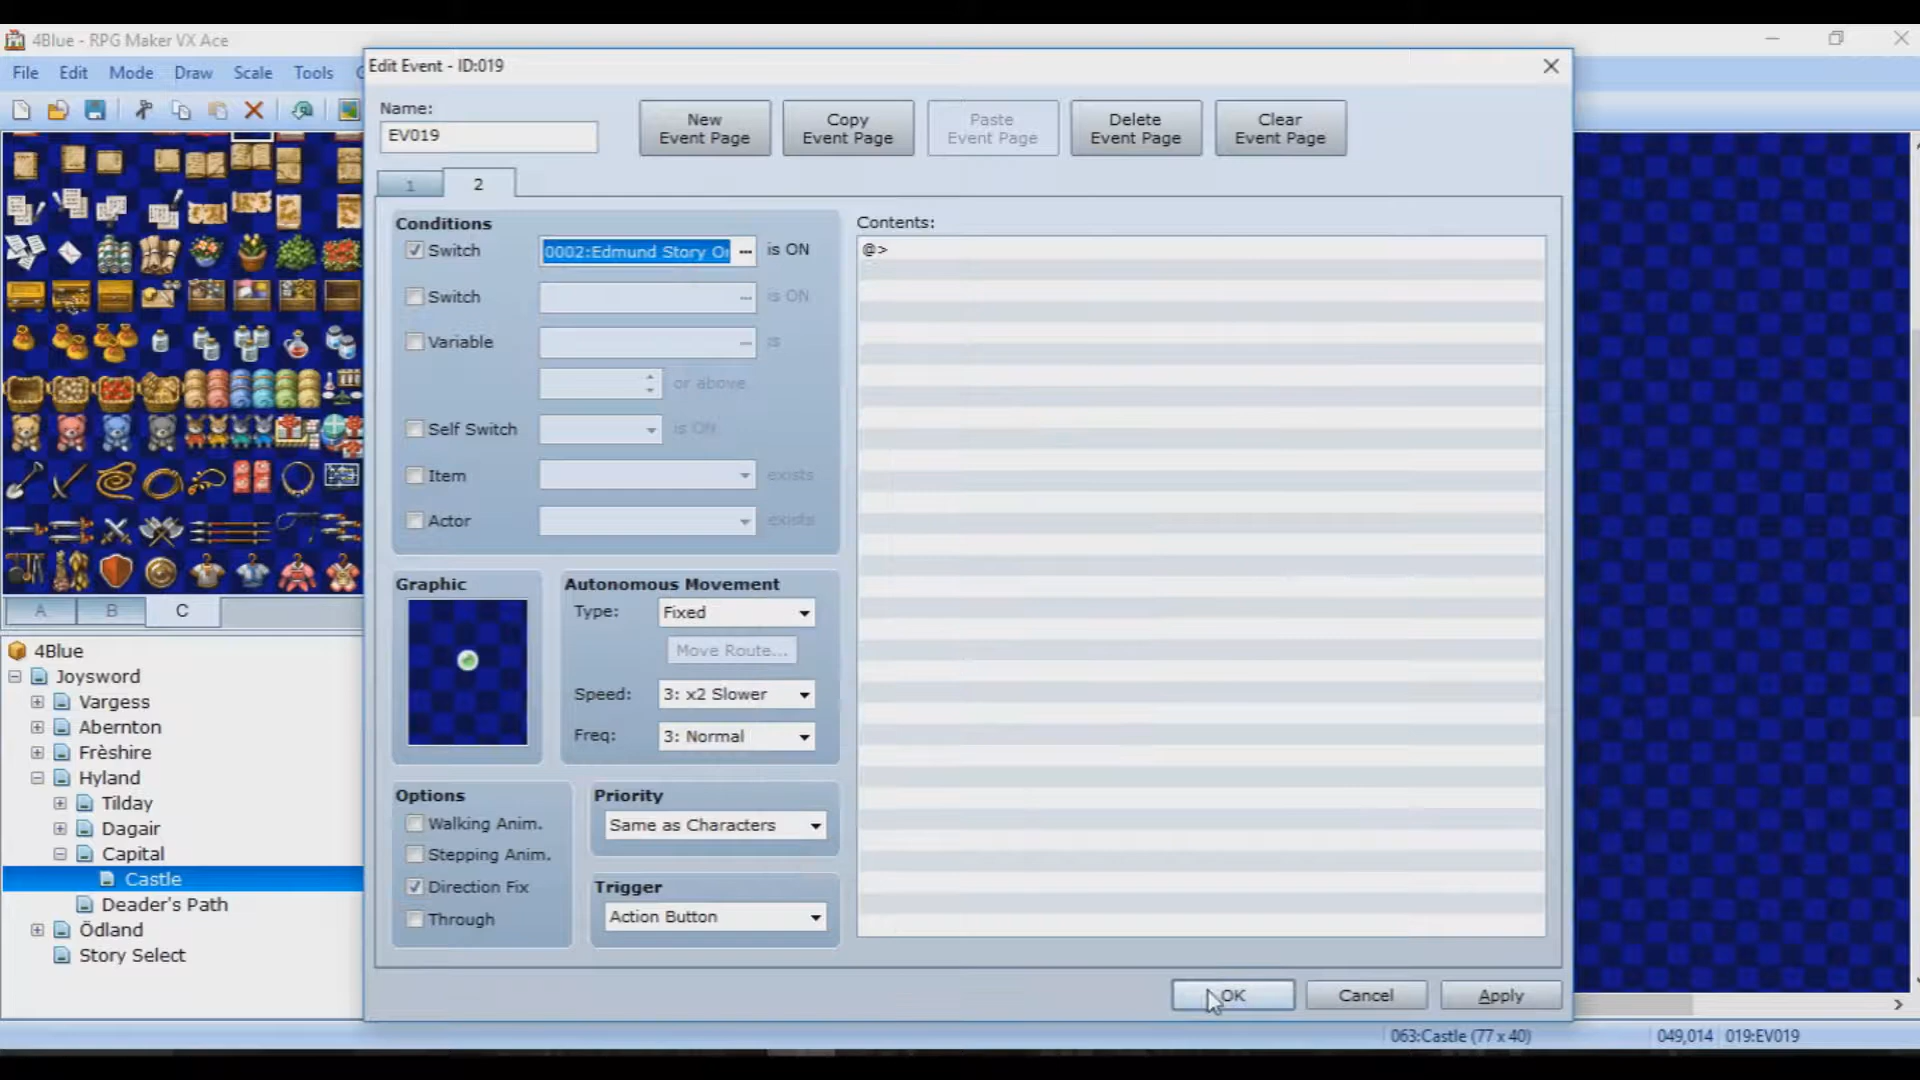 4Blue - RPG Maker VX Ace
File Edit Mode Draw Scale Tools
Edit Event - ID:019
Name:
EV019
New Event Page
Copy Event Page
Paste Event Page
Delete Event Page
Clear Event Page
1 2
Conditions
Switch 0002:Edmund Story ... is ON
Switch ... is ON
Variable ... is
or above
Self Switch is ON
Item exists
Actor exists
Contents:
@>
Graphic
Autonomous Movement
Type: Fixed
Move Route...
Speed: 3: x2 Slower
Freq: 3: Normal
Options
Walking Anim.
Stepping Anim.
Direction Fix
Through
Priority
Same as Characters
Trigger
Action Button
OK Cancel Apply
A B C
4Blue
Joysword
Vargess
Abernton
Frèshire
Hyland
Tilday
Dagair
Capital
Castle
Deader's Path
Ödland
Story Select
063:Castle (77 x 40) 049,014 019:EV019